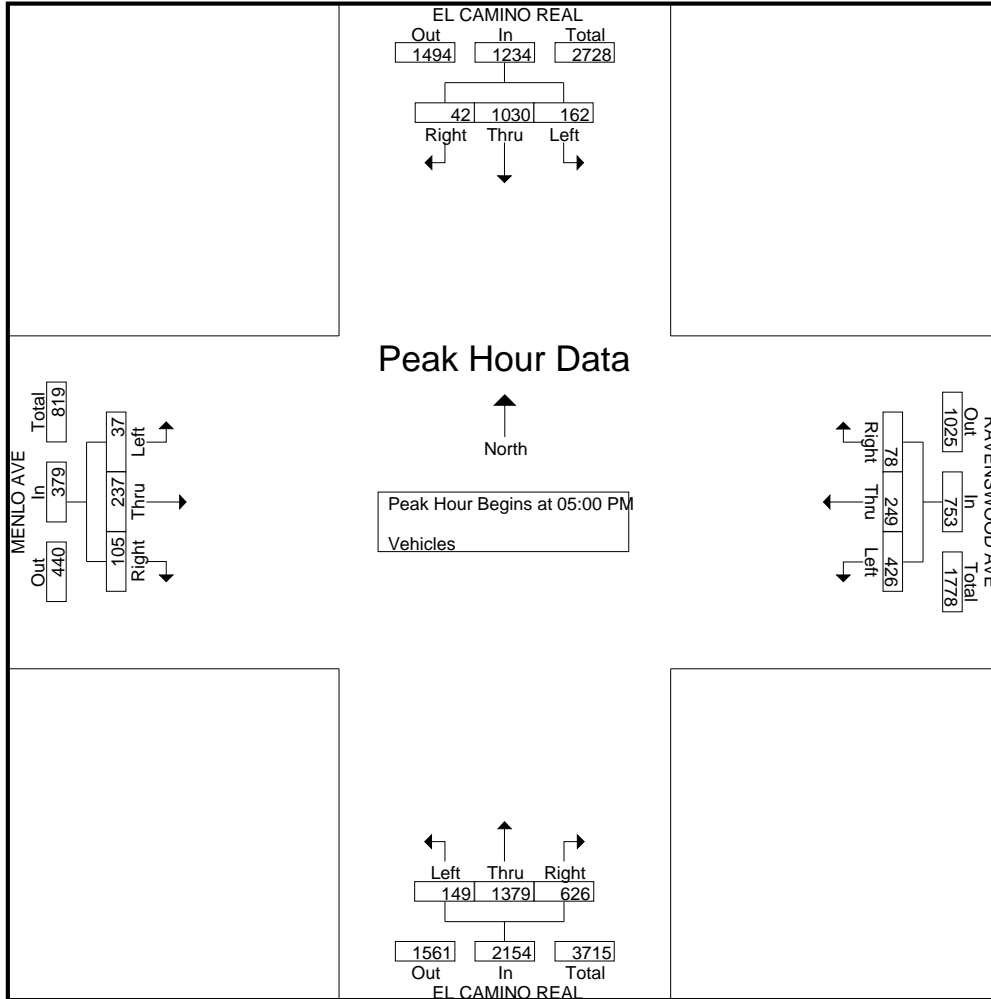 EL CAMINO REAL
Out In Total
1494 1234 2728
42 1030 162
Right Thru Left
Peak Hour Data
North
Peak Hour Begins at 05:00 PM
Vehicles
MENLO AVE
Total In Out
819 379 440
37 237 105
Left Thru Right
RAVENSWOOD AVE
Out In Total
1025 753 1778
78 249 426
Right Thru Left
Left Thru Right
149 1379 626
1561 2154 3715
Out In Total
EL CAMINO REAL